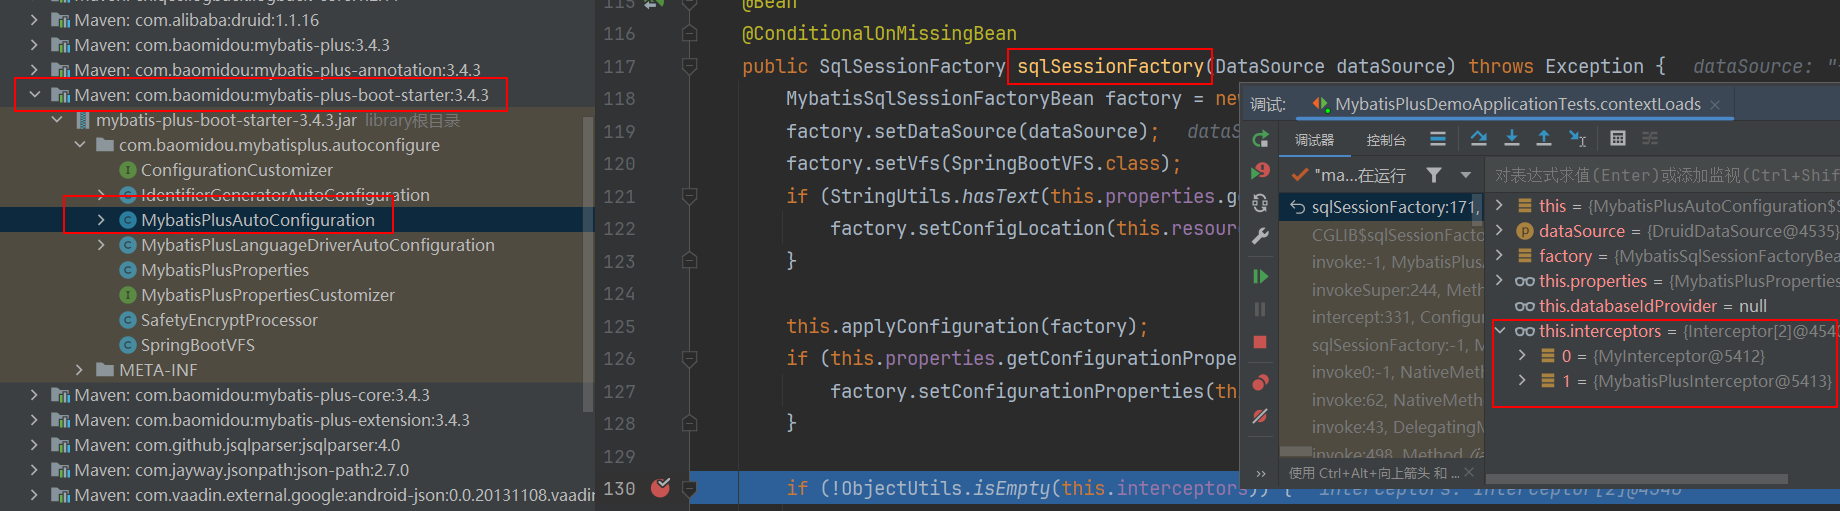 Maven: com.alibaba:druid:1.1.16
Maven: com.baomidou:mybatis-plus:3.4.3
Maven: com.baomidou:mybatis-plus-annotation:3.4.3
Maven: com.baomidou:mybatis-plus-boot-starter:3.4.3
mybatis-plus-boot-starter-3.4.3.jar library根目录
com.baomidou.mybatisplus.autoconfigure
ConfigurationCustomizer
IdentifierGeneratorAutoConfiguration
MybatisPlusAutoConfiguration
MybatisPlusLanguageDriverAutoConfiguration
MybatisPlusProperties
MybatisPlusPropertiesCustomizer
SafetyEncryptProcessor
SpringBootVFS
META-INF
Maven: com.baomidou:mybatis-plus-core:3.4.3
Maven: com.baomidou:mybatis-plus-extension:3.4.3
Maven: com.github.jsqlparser:jsqlparser:4.0
Maven: com.jayway.jsonpath:json-path:2.7.0
Maven: com.vaadin.external.google:android-json:0.0.20131108.vaadin
115 @Bean
116 @ConditionalOnMissingBean
117 public SqlSessionFactory sqlSessionFactory(DataSource dataSource) throws Exception { dataSource: "
118 MybatisSqlSessionFactoryBean factory = new
119 factory.setDataSource(dataSource); dataS
120 factory.setVfs(SpringBootVFS.class);
121 if (StringUtils.hasText(this.properties.ge
122 factory.setConfigLocation(this.resour
123 }
124
125 this.applyConfiguration(factory);
126 if (this.properties.getConfigurationPrope
127 factory.setConfigurationProperties(thi
128 }
129
130 if (!ObjectUtils.isEmpty(this.interceptors)) { interceptors: Interceptor[2]@4540
调试: MybatisPlusDemoApplicationTests.contextLoads
调试器 控制台
"ma...在运行
对表达式求值(Enter)或添加监视(Ctrl+Shif
sqlSessionFactory:171,
CGLIB$sqlSessionFacto
invoke:-1, MybatisPlusA
invokeSuper:244, Meth
intercept:331, Configur
sqlSessionFactory:-1, M
invoke0:-1, NativeMeth
invoke:62, NativeMeth
invoke:43, DelegatingM
invoke:498, Method (ja
使用 Ctrl+Alt+向上箭头 和 ...
this = {MybatisPlusAutoConfiguration$
dataSource = {DruidDataSource@4535}
factory = {MybatisSqlSessionFactoryBea
this.properties = {MybatisPlusProperties
this.databaseIdProvider = null
this.interceptors = {Interceptor[2]@4540
0 = {MyInterceptor@5412}
1 = {MybatisPlusInterceptor@5413}